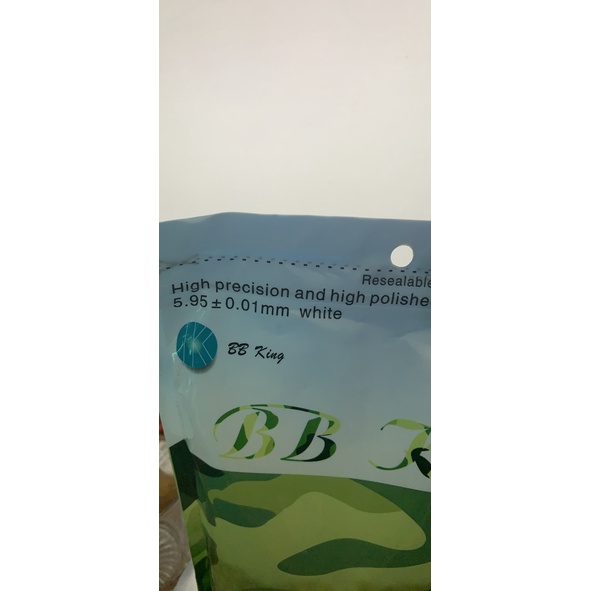 Resealable
High precision and high polishe
5.95±0.01mm white
BB King
BB K